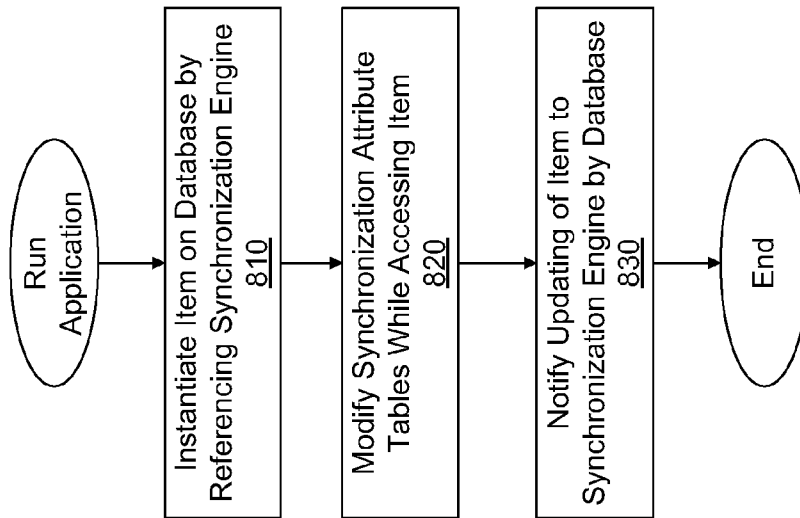 Run
Application
Instantiate Item on Database by
Referencing Synchronization Engine
810
Modify Synchronization Attribute
Tables While Accessing Item
820
Notify Updating of Item to
Synchronization Engine by Database
830
End